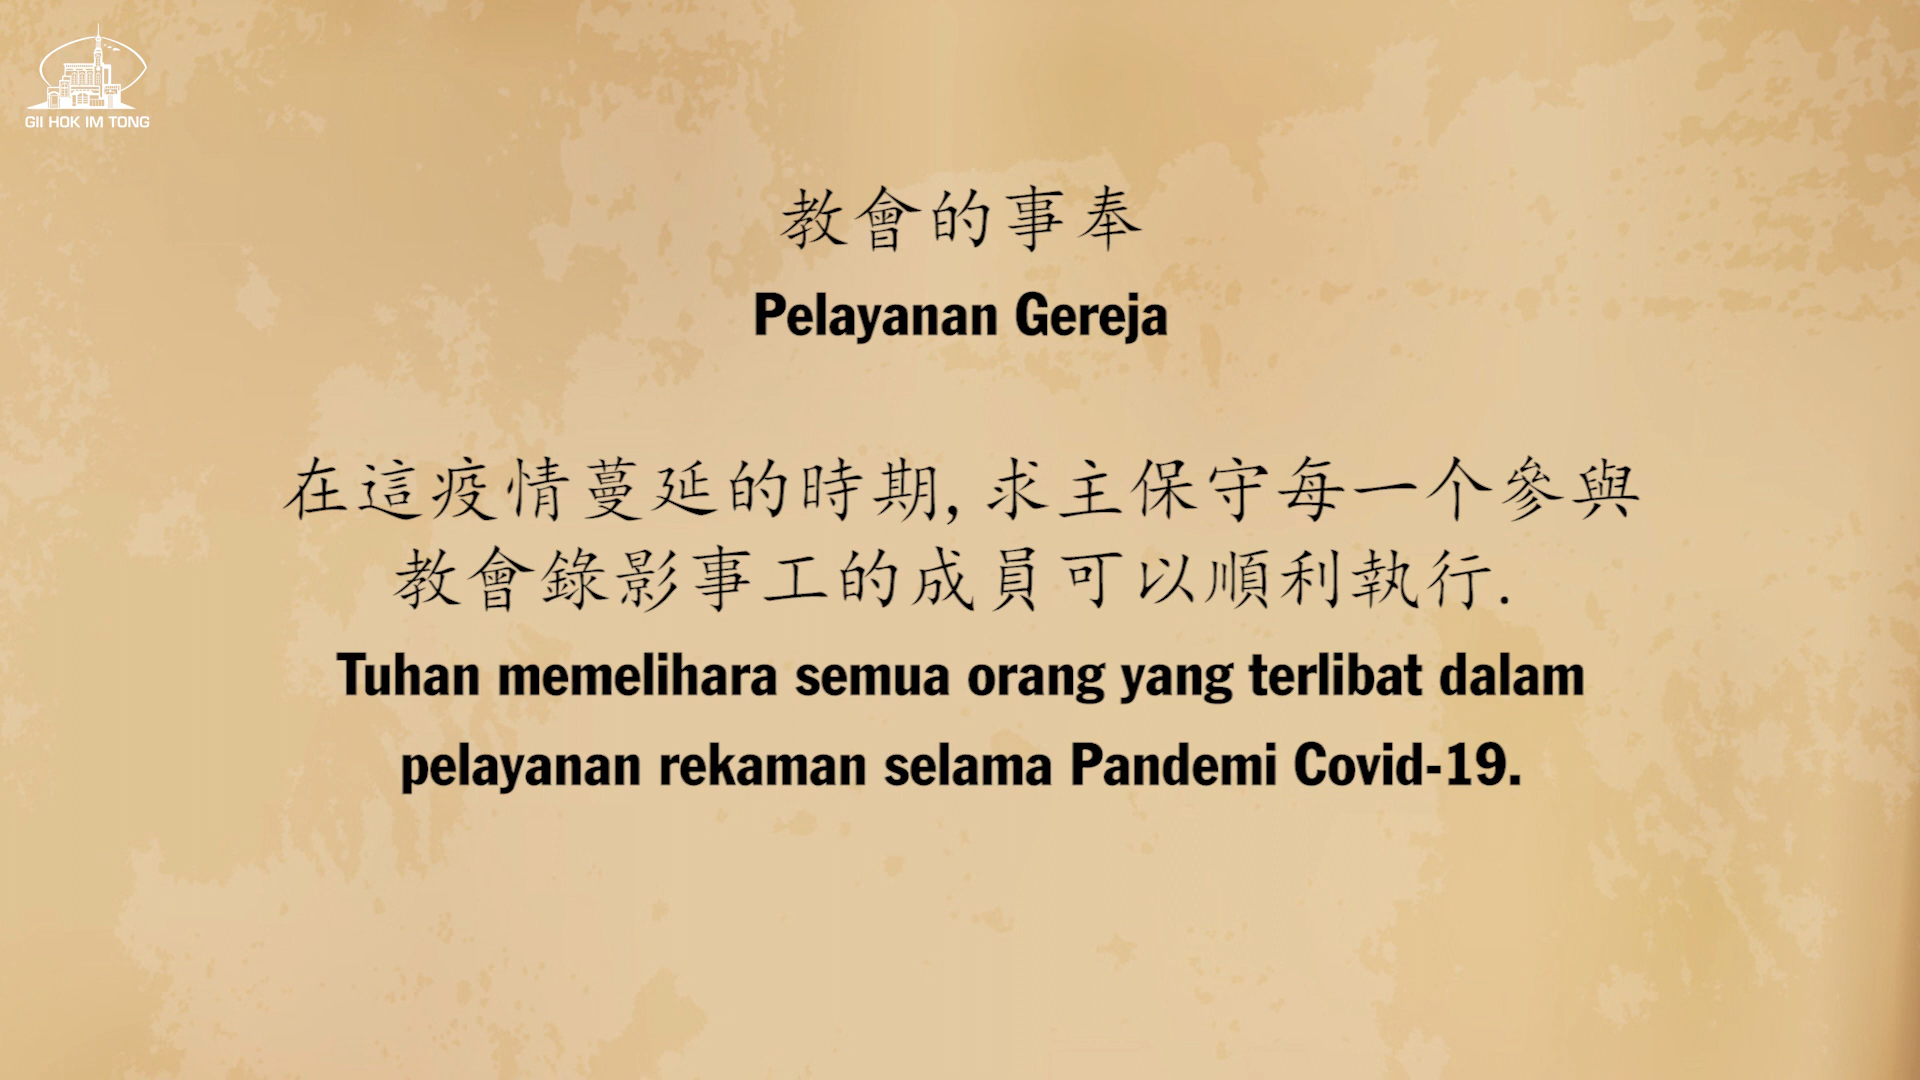 GII HOK IM TONG
教會的事奉
Pelayanan Gereja
在這疫情蔓延的時期, 求主保守每一个參與
教會錄影事工的成員可以順利執行.
Tuhan memelihara semua orang yang terlibat dalam
pelayanan rekaman selama Pandemi Covid-19.